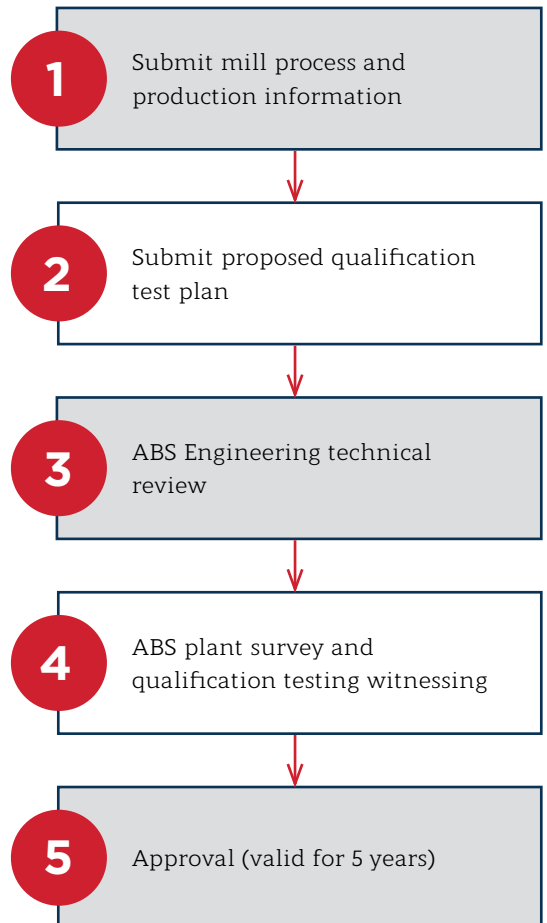 1
Submit mill process and
production information
2
Submit proposed qualification
test plan
3
ABS Engineering technical
review
4
ABS plant survey and
qualification testing witnessing
5
Approval (valid for 5 years)